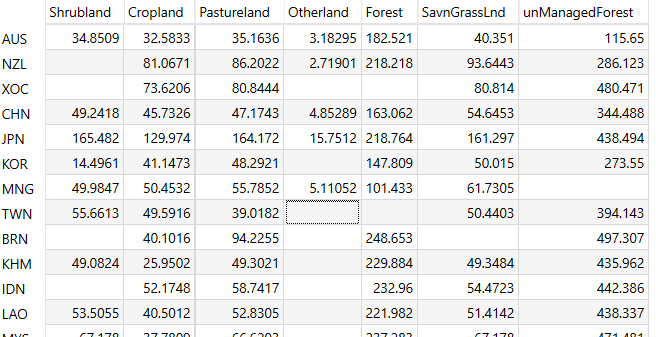 Shrubland Cropland Pastureland Otherland Forest SavnGrassLnd unManagedForest
AUS 34.8509 32.5833 35.1636 3.18295 182.521 40.351 115.65
NZL 81.0671 86.2022 2.71901 218.218 93.6443 286.123
XOC 73.6206 80.8444 80.814 480.471
CHN 49.2418 45.7326 47.1743 4.85289 163.062 54.6453 344.488
JPN 165.482 129.974 164.172 15.7512 218.764 161.297 438.494
KOR 14.4961 41.1473 48.2921 147.809 50.015 273.55
MNG 49.9847 50.4532 55.7852 5.11052 101.433 61.7305
TWN 55.6613 49.5916 39.0182 50.4403 394.143
BRN 40.1016 94.2255 248.653 497.307
KHM 49.0824 25.9502 49.3021 229.884 49.3484 435.962
IDN 52.1748 58.7417 232.96 54.4723 442.386
LAO 53.5055 40.5012 52.8305 221.982 51.4142 438.337